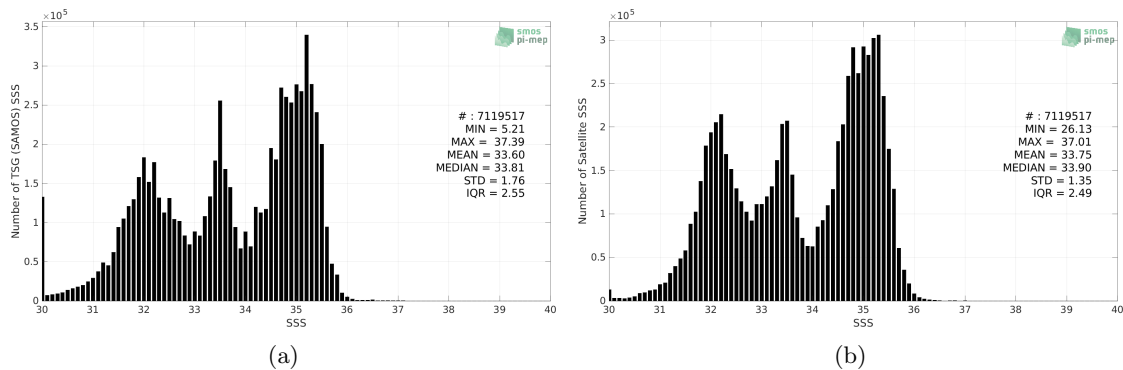 ×10^5
3.5
3
2.5
2
1.5
1
0.5
0
Number of TSG (SAMOS) SSS
30 31 32 33 34 35 36 37 38 39 40
SSS
smos
pi-mep
# : 7119517
MIN = 5.21
MAX = 37.39
MEAN = 33.60
MEDIAN = 33.81
STD = 1.76
IQR = 2.55
(a)
×10^5
3
2.5
2
1.5
1
0.5
0
Number of Satellite SSS
30 31 32 33 34 35 36 37 38 39 40
SSS
smos
pi-mep
# : 7119517
MIN = 26.13
MAX = 37.01
MEAN = 33.75
MEDIAN = 33.90
STD = 1.35
IQR = 2.49
(b)